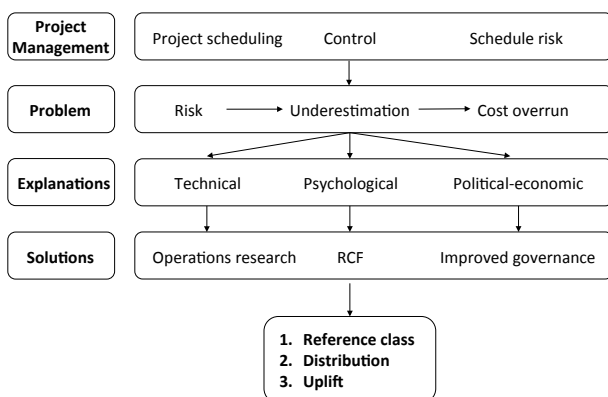 Project
Management
Project scheduling Control Schedule risk
Problem
Risk Underestimation Cost overrun
Explanations
Technical Psychological Political-economic
Solutions
Operations research RCF Improved governance
1. Reference class
2. Distribution
3. Uplift